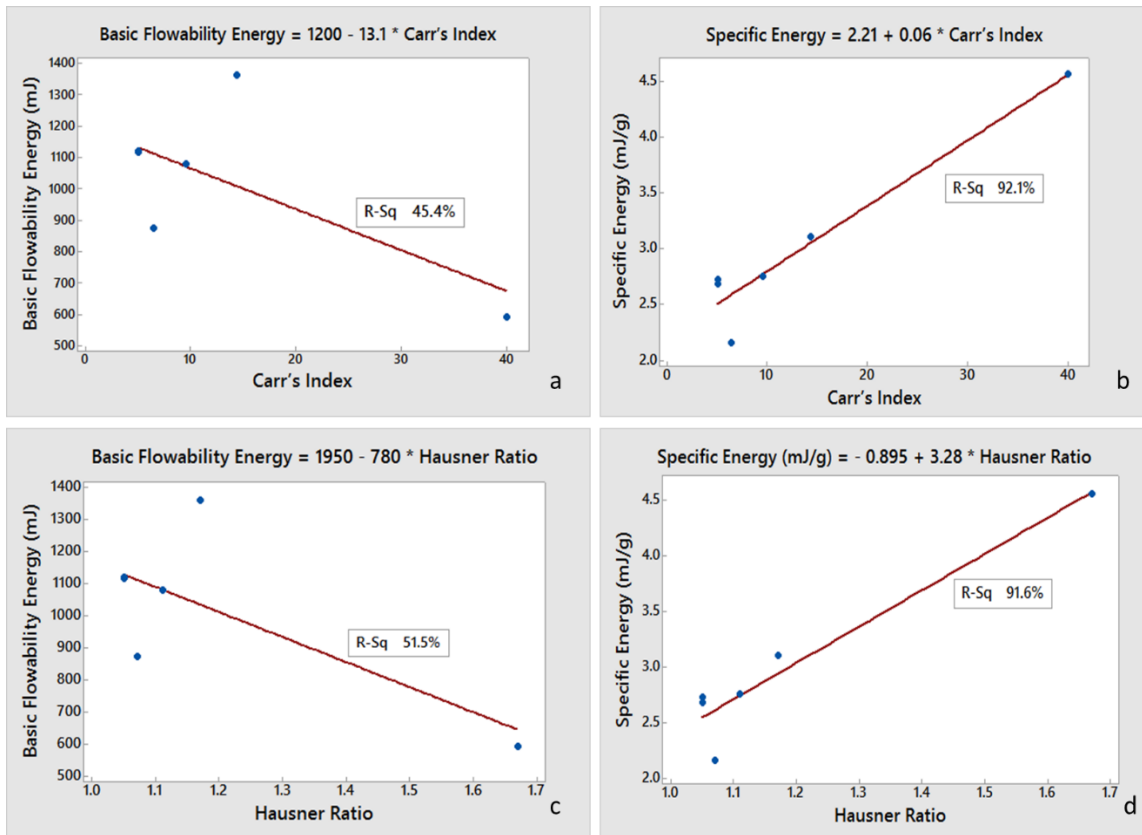 Basic Flowability Energy = 1200 - 13.1 * Carr's Index
Basic Flowability Energy (mJ)
1400
1300
1200
1100
1000
900
800
700
600
500
R-Sq 45.4%
0
10
20
30
40
Carr's Index
a
Specific Energy = 2.21 + 0.06 * Carr's Index
Specific Energy (mJ/g)
4.5
4.0
3.5
3.0
2.5
2.0
R-Sq 92.1%
0
10
20
30
40
Carr's Index
b
Basic Flowability Energy = 1950 - 780 * Hausner Ratio
Basic Flowability Energy (mJ)
1400
1300
1200
1100
1000
900
800
700
600
500
R-Sq 51.5%
1.0
1.1
1.2
1.3
1.4
1.5
1.6
1.7
Hausner Ratio
c
Specific Energy (mJ/g) = - 0.895 + 3.28 * Hausner Ratio
Specific Energy (mJ/g)
4.5
4.0
3.5
3.0
2.5
2.0
R-Sq 91.6%
1.0
1.1
1.2
1.3
1.4
1.5
1.6
1.7
Hausner Ratio
d